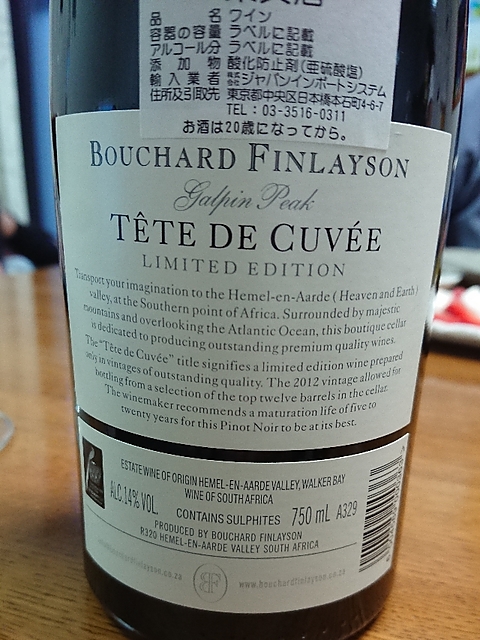 品 名 ワイン
容器の容量 ラベルに記載
アルコール分 ラベルに記載
添 加 物 酸化防止剤(亜硫酸塩)
輸 入 業 者 株式会社ジャパンインポートシステム
住所及引取先 東京都中央区日本橋本石町4-6-7
TEL:03-3516-0311
お酒は20歳になってから。
BOUCHARD FINLAYSON
Galpin Peak
TÊTE DE CUVÉE
LIMITED EDITION
Transport your imagination to the Hemel-en-Aarde ( Heaven and Earth )
valley, at the Southern point of Africa. Surrounded by majestic
mountains and overlooking the Atlantic Ocean, this boutique cellar
is dedicated to producing outstanding premium quality wines.
The "Tête de Cuvée" title signifies a limited edition wine prepared
only in vintages of outstanding quality. The 2012 vintage allowed for
bottling from a selection of the top twelve barrels in the cellar.
The winemaker recommends a maturation life of five to
twenty years for this Pinot Noir to be at its best.
ESTATE WINE OF ORIGIN HEMEL-EN-AARDE VALLEY, WALKER BAY
WINE OF SOUTH AFRICA
ALC.14% VOL.
CONTAINS SULPHITES 750 mL A329
PRODUCED BY BOUCHARD FINLAYSON
R320 HEMEL-EN-AARDE VALLEY SOUTH AFRICA
BF
www.bouchardfinlayson.co.za